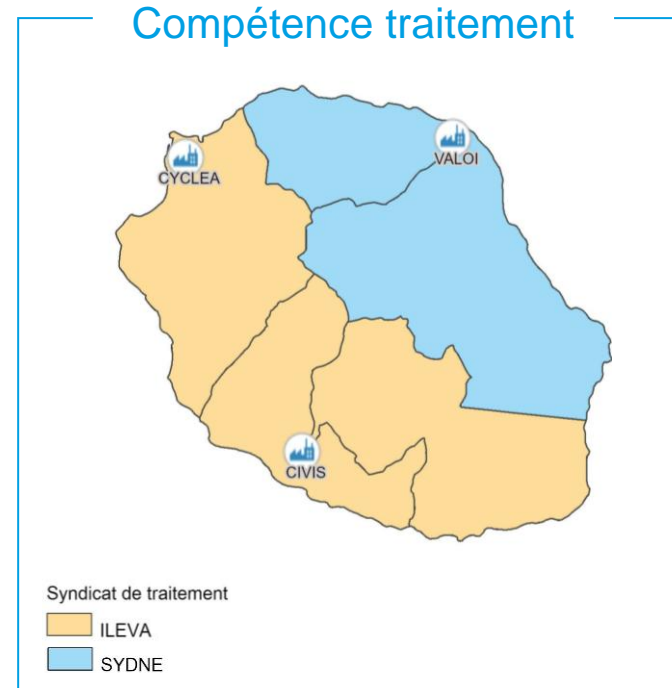 Compétence traitement
VALOI
CYCLEA
CIVIS
Syndicat de traitement
ILEVA
SYDNE